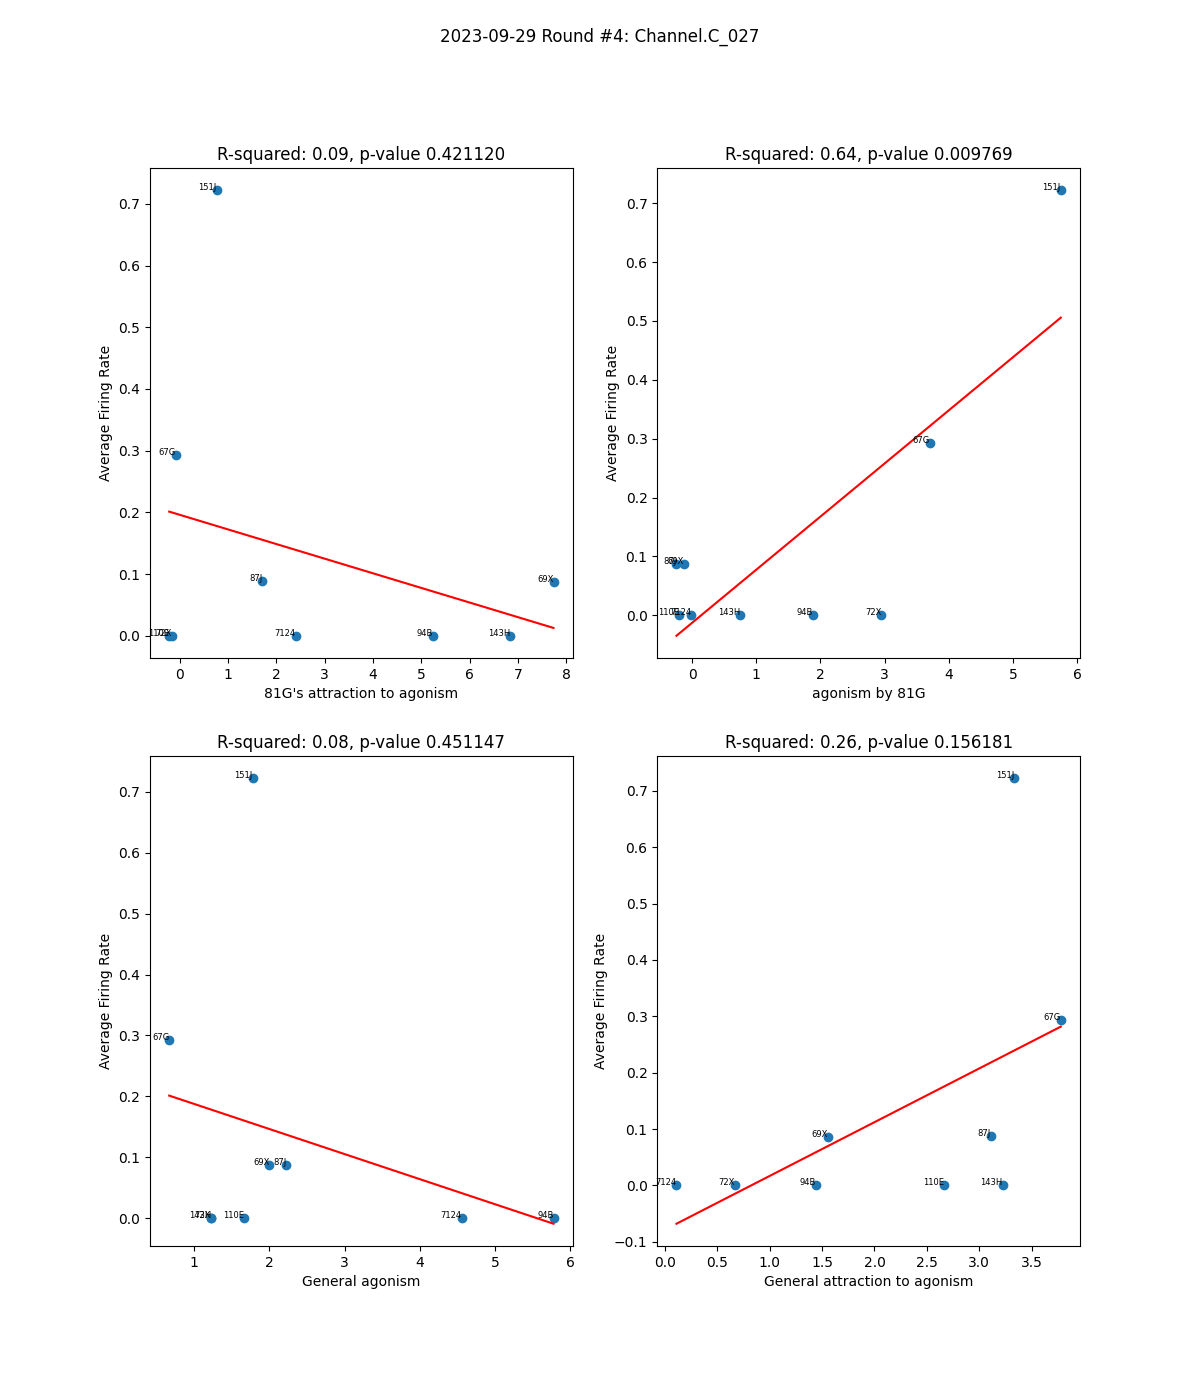 2023-09-29 Round #4: Channel.C_027
R-squared: 0.09, p-value 0.421120
Average Firing Rate
0.7
0.6
0.5
0.4
0.3
0.2
0.1
0.0
151J
67G
87J
69X
7124
94B
143H
0 1 2 3 4 5 6 7 8
81G's attraction to agonism
R-squared: 0.64, p-value 0.009769
Average Firing Rate
0.7
0.6
0.5
0.4
0.3
0.2
0.1
0.0
151J
67G
69X
110E
7124
143H
94B
72X
0 1 2 3 4 5 6
agonism by 81G
R-squared: 0.08, p-value 0.451147
Average Firing Rate
0.7
0.6
0.5
0.4
0.3
0.2
0.1
0.0
151J
67G
69X
87J
110E
7124
94B
1 2 3 4 5 6
General agonism
R-squared: 0.26, p-value 0.156181
Average Firing Rate
0.7
0.6
0.5
0.4
0.3
0.2
0.1
0.0
−0.1
151J
67G
69X
87J
7124
72X
94B
110E
143H
0.0 0.5 1.0 1.5 2.0 2.5 3.0 3.5
General attraction to agonism